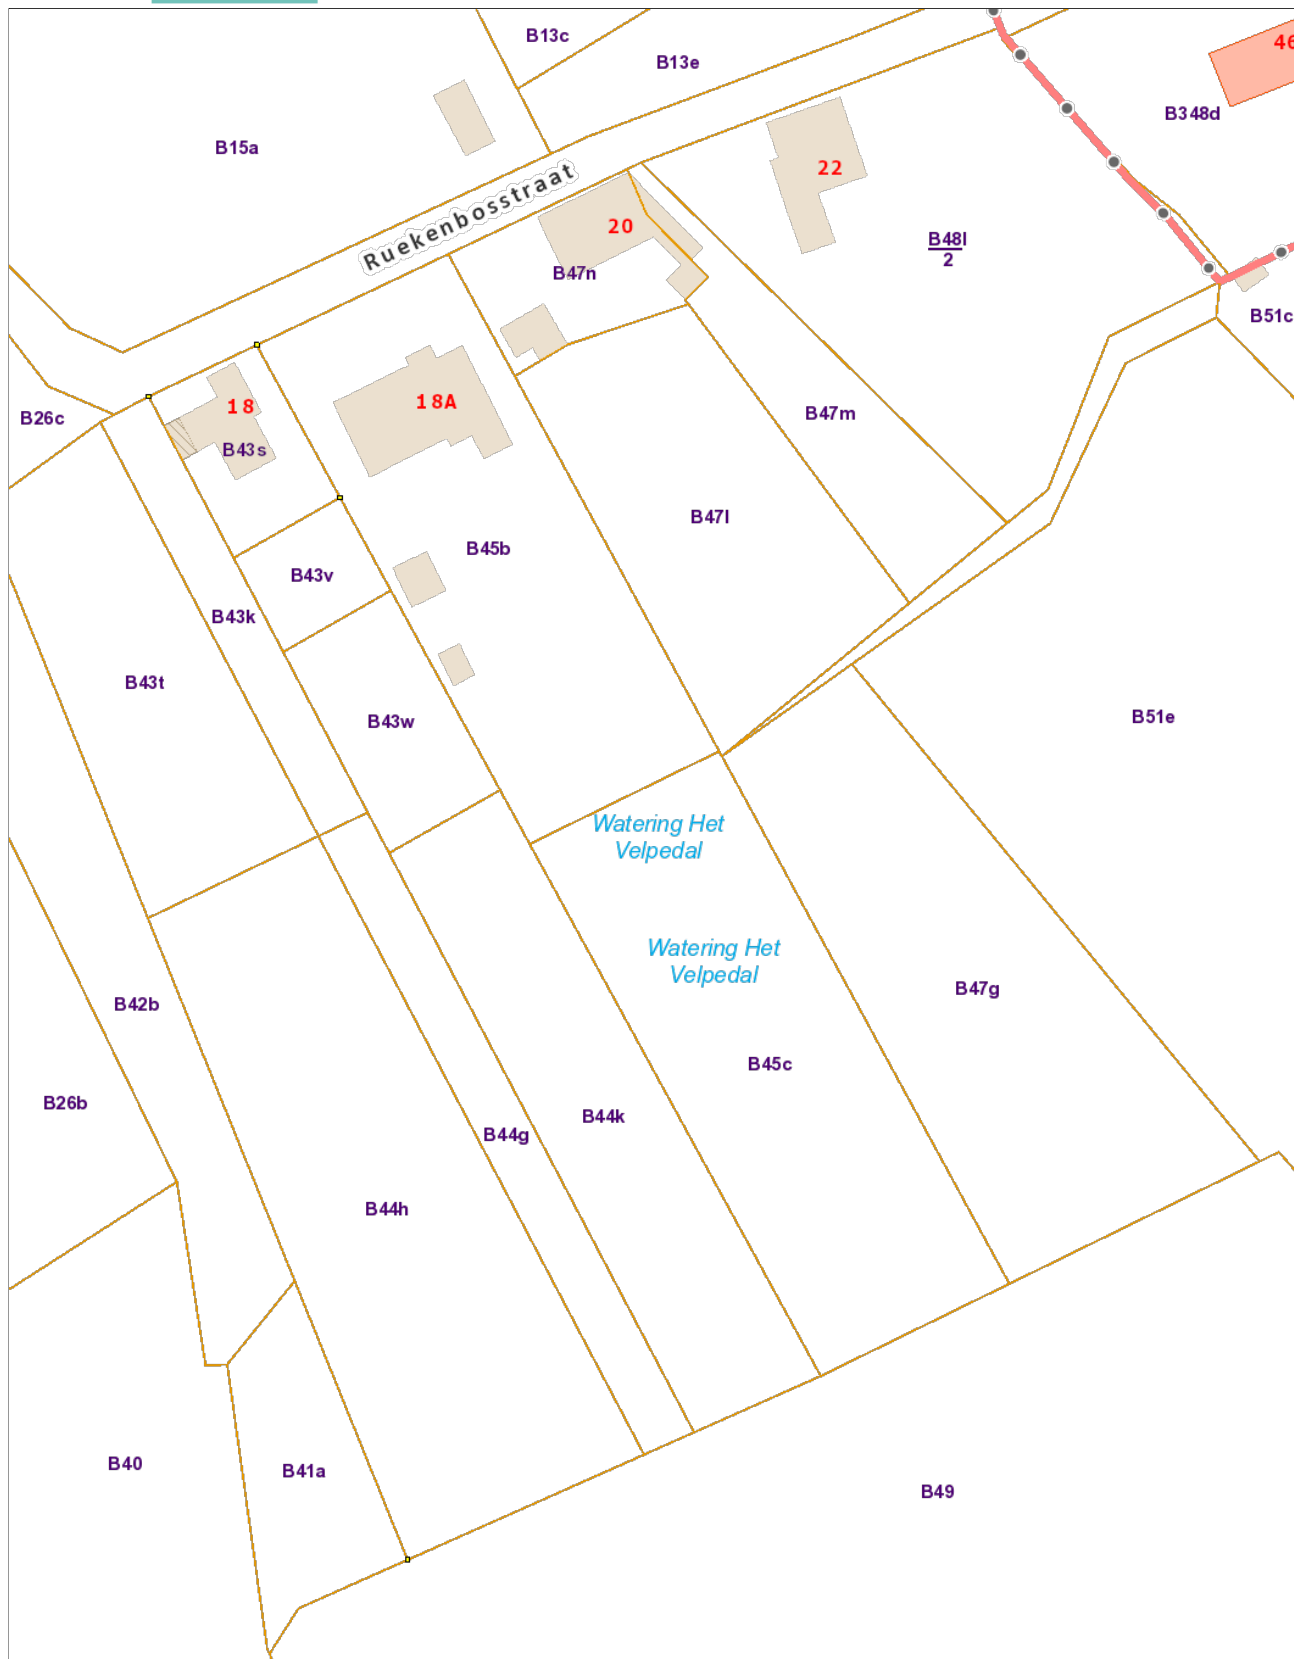 B13c
46
B13e
B348d
B15a
22
Ruekenbosstraat
20
B48l
2
B47n
B51c
18
18A
B26c
B47m
B43s
B47l
B45b
B43v
B43k
B43t
B51e
B43w
Watering Het
Velpedal
Watering Het
Velpedal
B47g
B42b
B45c
B26b
B44k
B44g
B44h
B40
B41a
B49